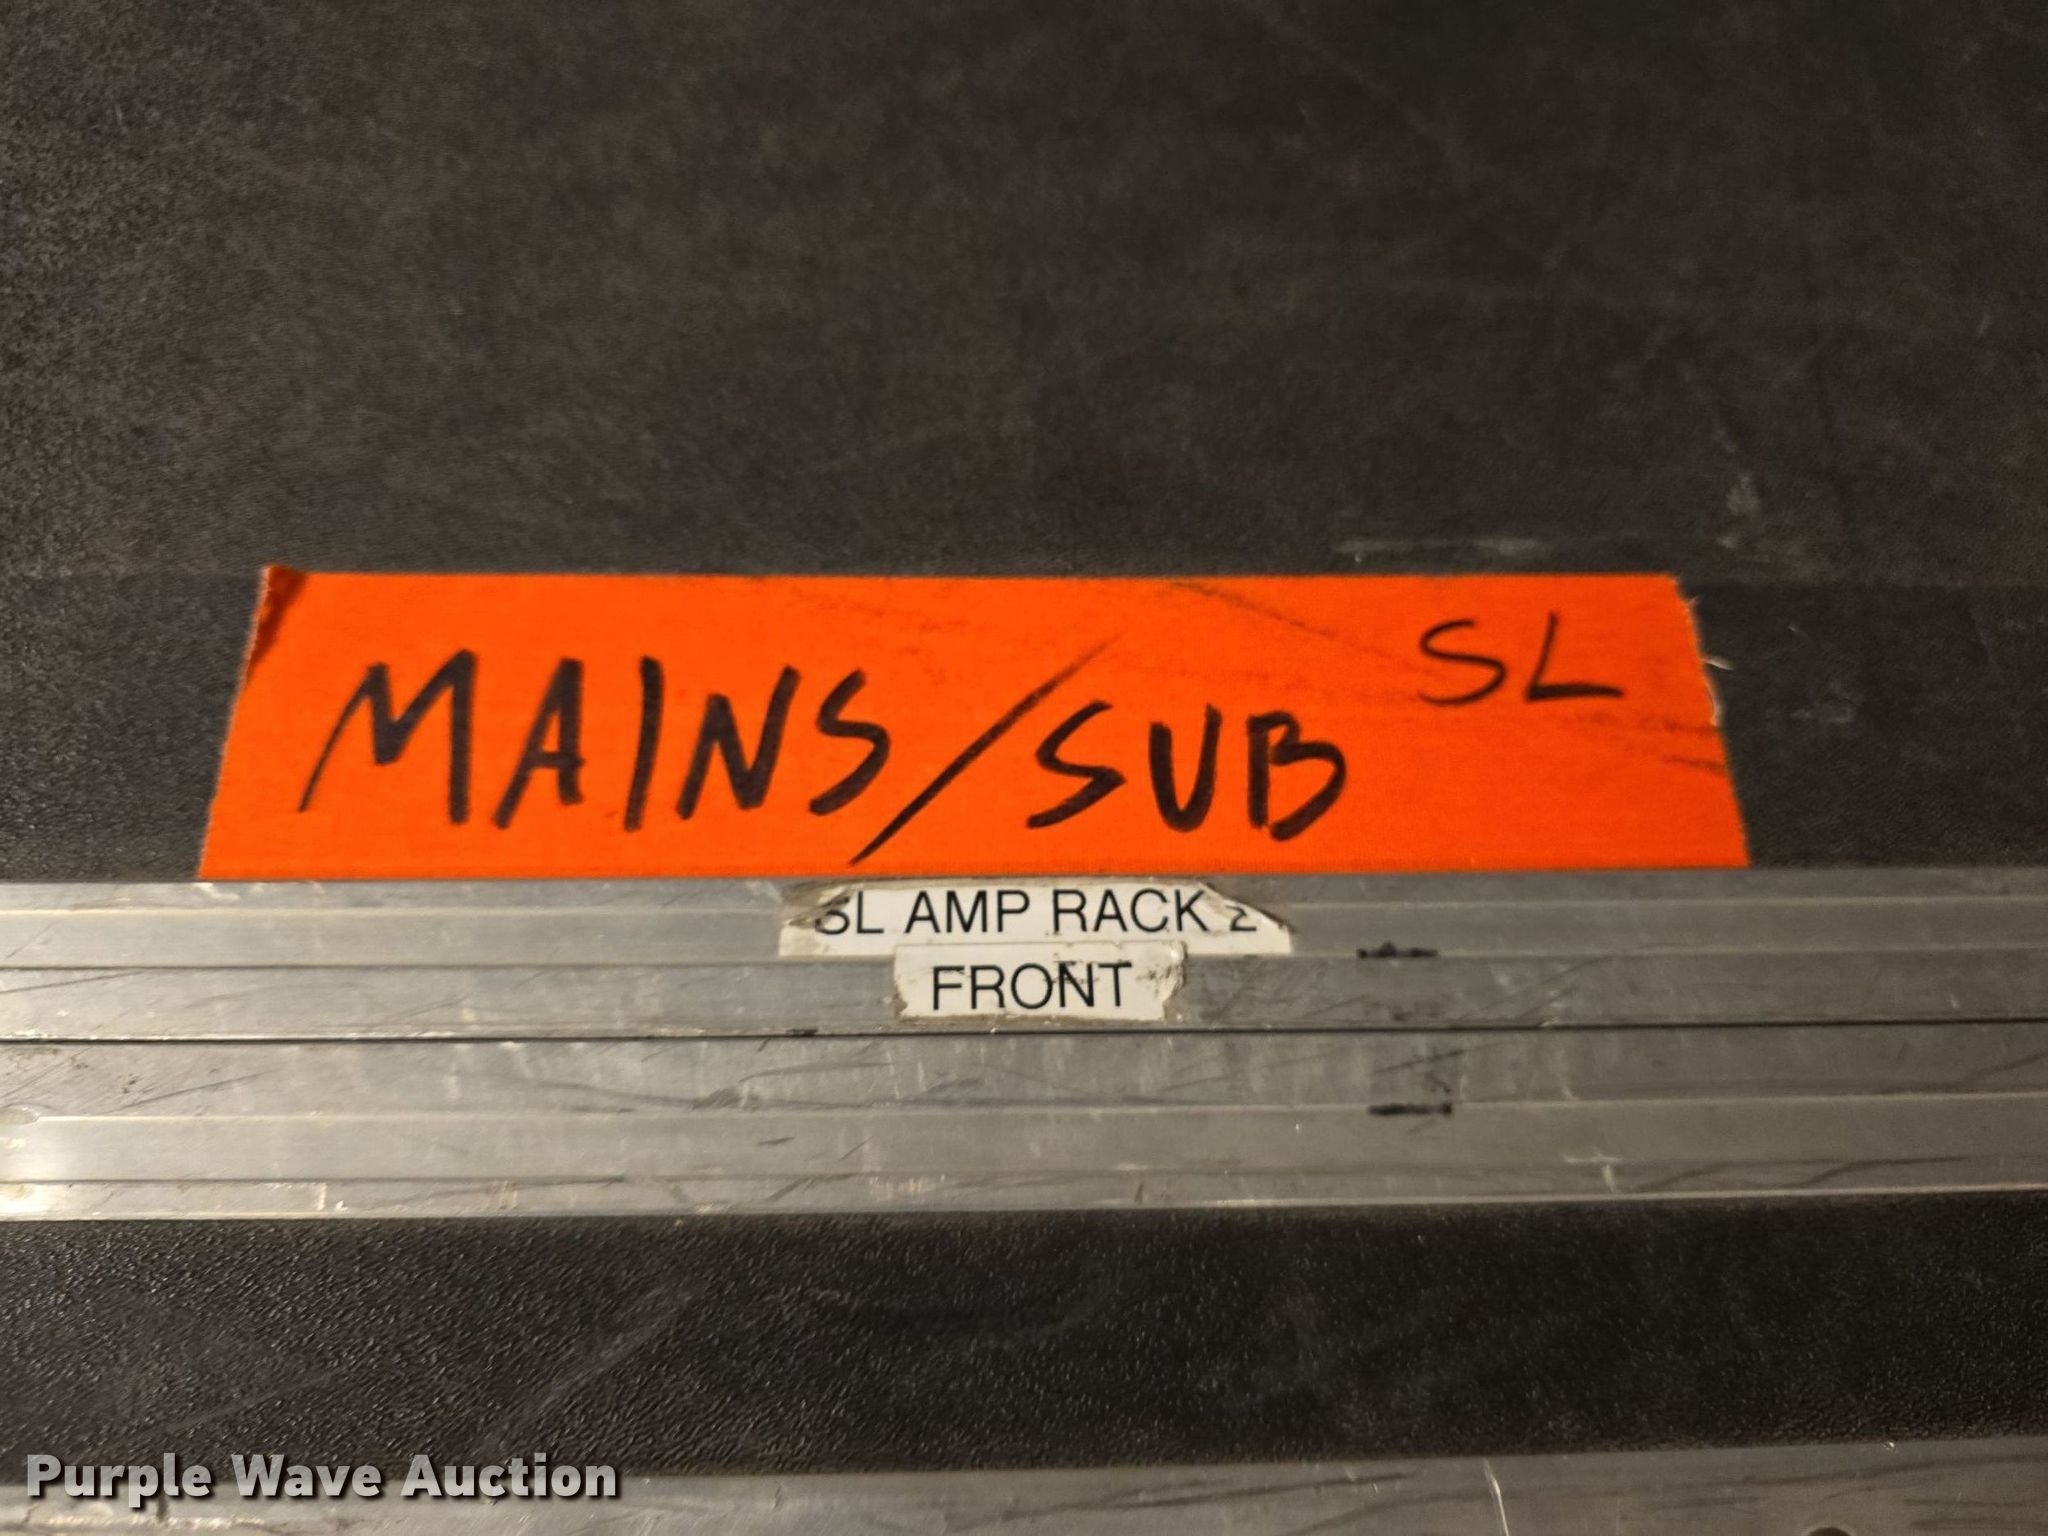 MAINS/SUB SL
SL AMP RACK 2
FRONT
Purple Wave Auction